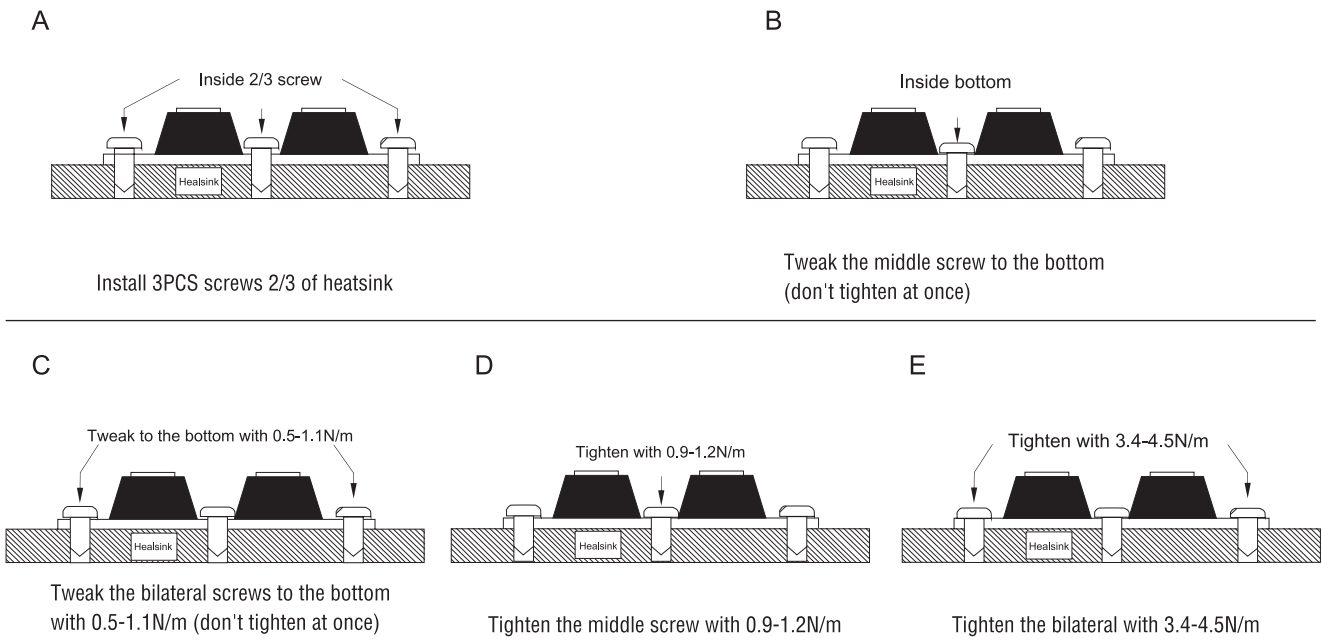 A
B
Inside 2/3 screw
Healsink
Install 3PCS screws 2/3 of heatsink
Inside bottom
Healsink
Tweak the middle screw to the bottom
(don't tighten at once)
C
D
E
Tweak to the bottom with 0.5-1.1N/m
Healsink
Tweak the bilateral screws to the bottom
with 0.5-1.1N/m (don't tighten at once)
Tighten with 0.9-1.2N/m
Healsink
Tighten the middle screw with 0.9-1.2N/m
Tighten with 3.4-4.5N/m
Healsink
Tighten the bilateral with 3.4-4.5N/m